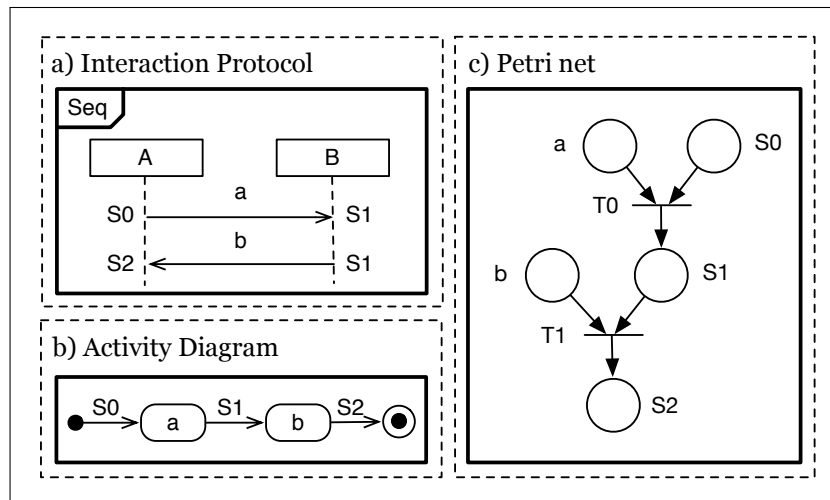 a) Interaction Protocol
Seq
A B
a
S0 S1
b
S2 S1
b) Activity Diagram
S0 S1 S2
a b
c) Petri net
a S0
T0
b S1
T1
S2